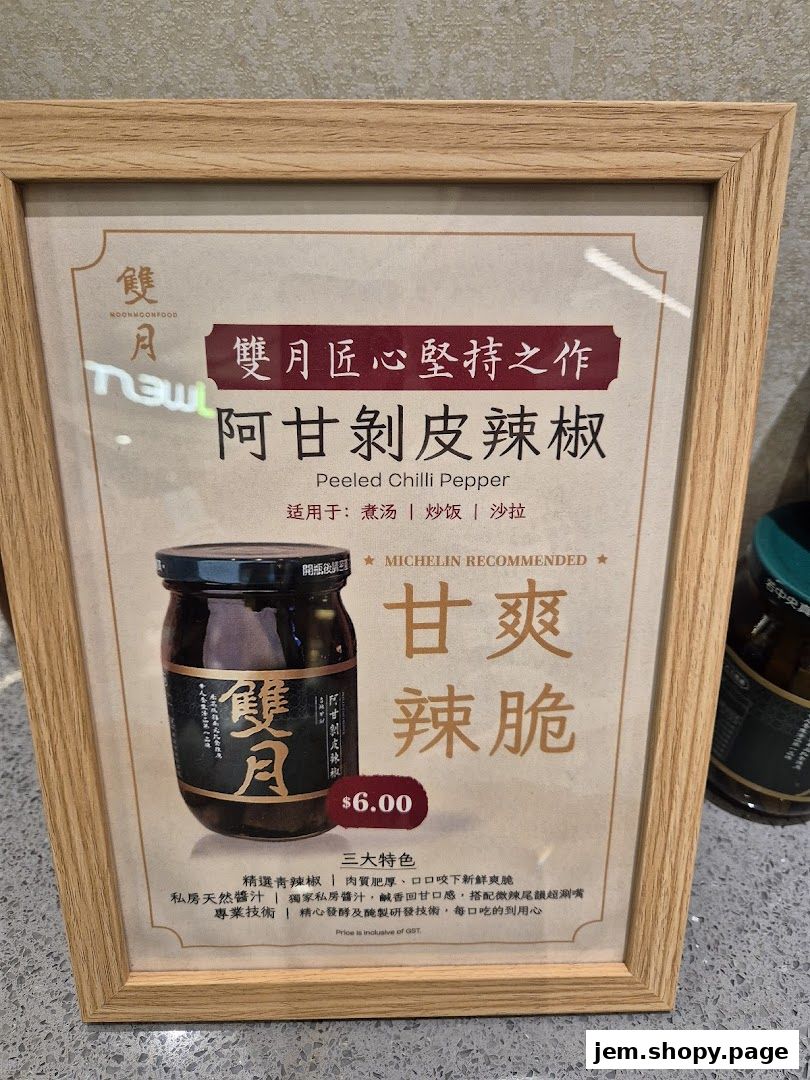 雙
MOONMOONFOOD
月
雙月匠心堅持之作
阿甘剝皮辣椒
Peeled Chilli Pepper
适用于: 煮汤 | 炒饭 | 沙拉
★ MICHELIN RECOMMENDED ★
甘爽
辣脆
雙月
阿甘剝皮辣椒
$6.00
三大特色
精選青辣椒 | 肉質肥厚、口口咬下新鮮爽脆
私房天然醬汁 | 獨家私房醬汁，鹹香回甘口感，搭配微辣尾韻超涮嘴
專業技術 | 精心發酵及醃製研發技術，每口吃的到用心
Price is inclusive of GST.
jem.shopy.page